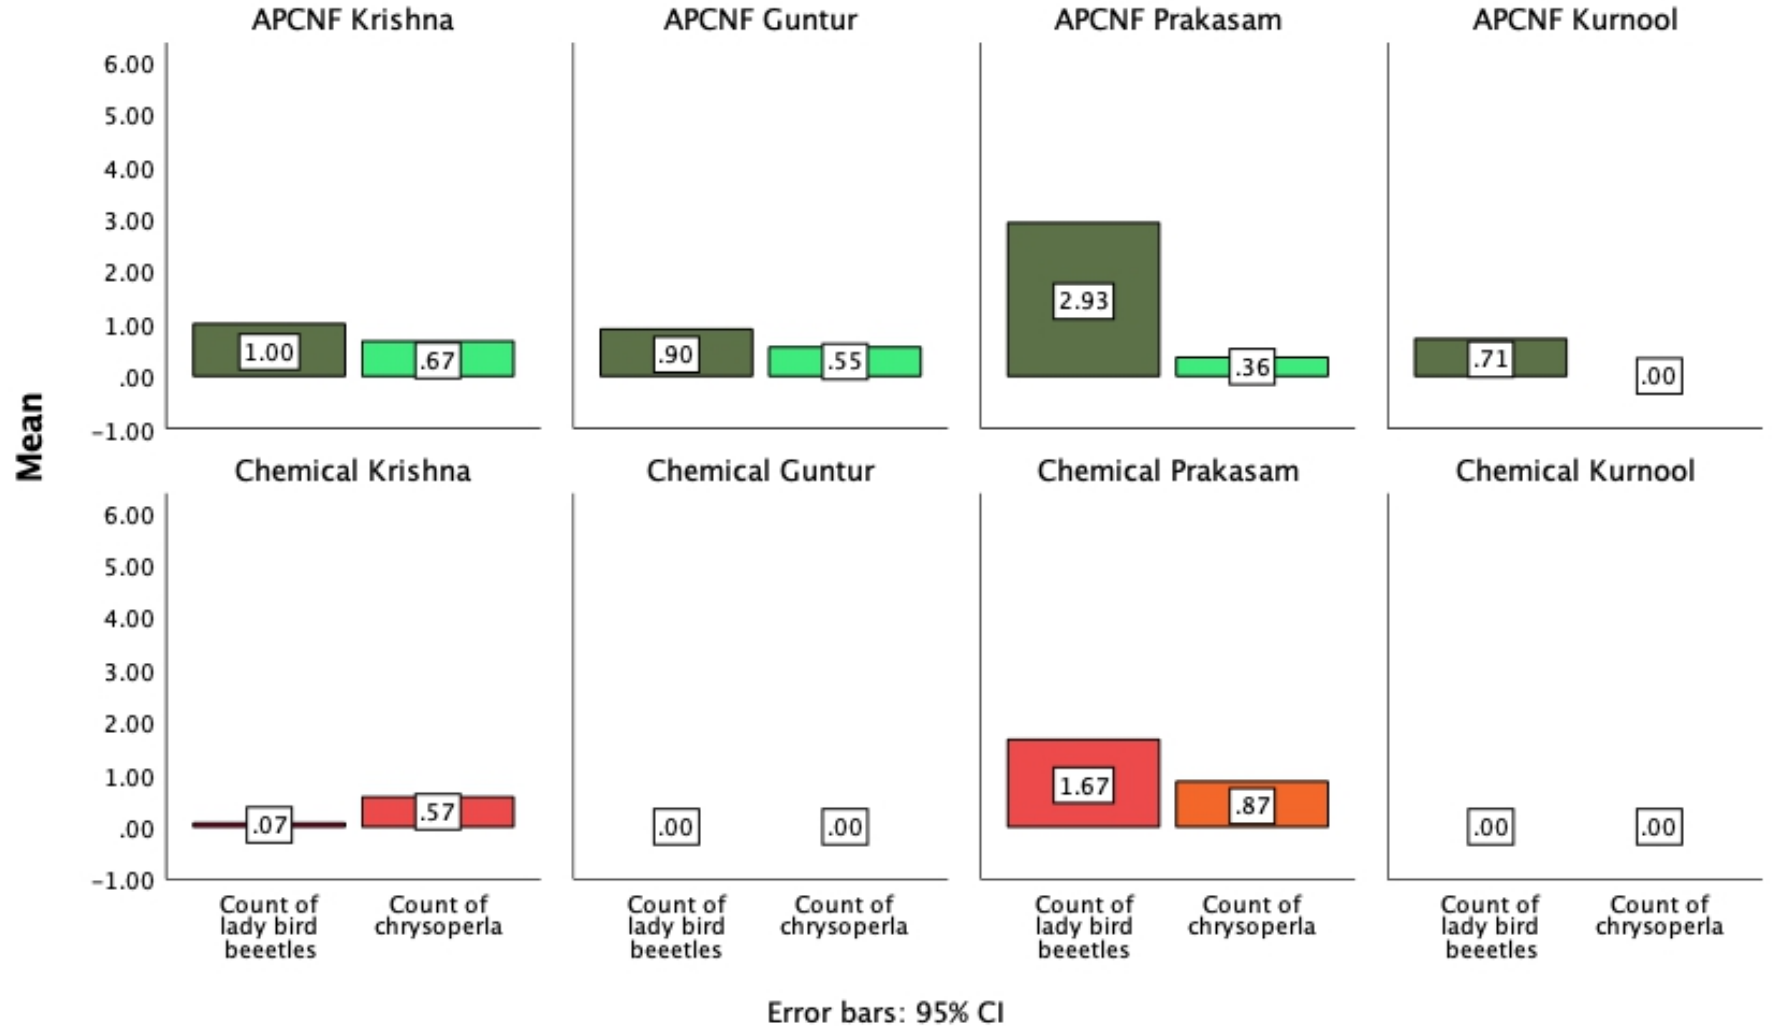 APCNF Krishna
APCNF Guntur
APCNF Prakasam
APCNF Kurnool
6.00
5.00
4.00
3.00
2.00
1.00
.00
-1.00
1.00
.67
.90
.55
2.93
.36
.71
.00
Mean
Chemical Krishna
Chemical Guntur
Chemical Prakasam
Chemical Kurnool
6.00
5.00
4.00
3.00
2.00
1.00
.00
-1.00
.07
.57
.00
.00
1.67
.87
.00
.00
Count of
lady bird
beeetles
Count of
chrysoperla
Count of
lady bird
beeetles
Count of
chrysoperla
Count of
lady bird
beeetles
Count of
chrysoperla
Count of
lady bird
beeetles
Count of
chrysoperla
Error bars: 95% CI